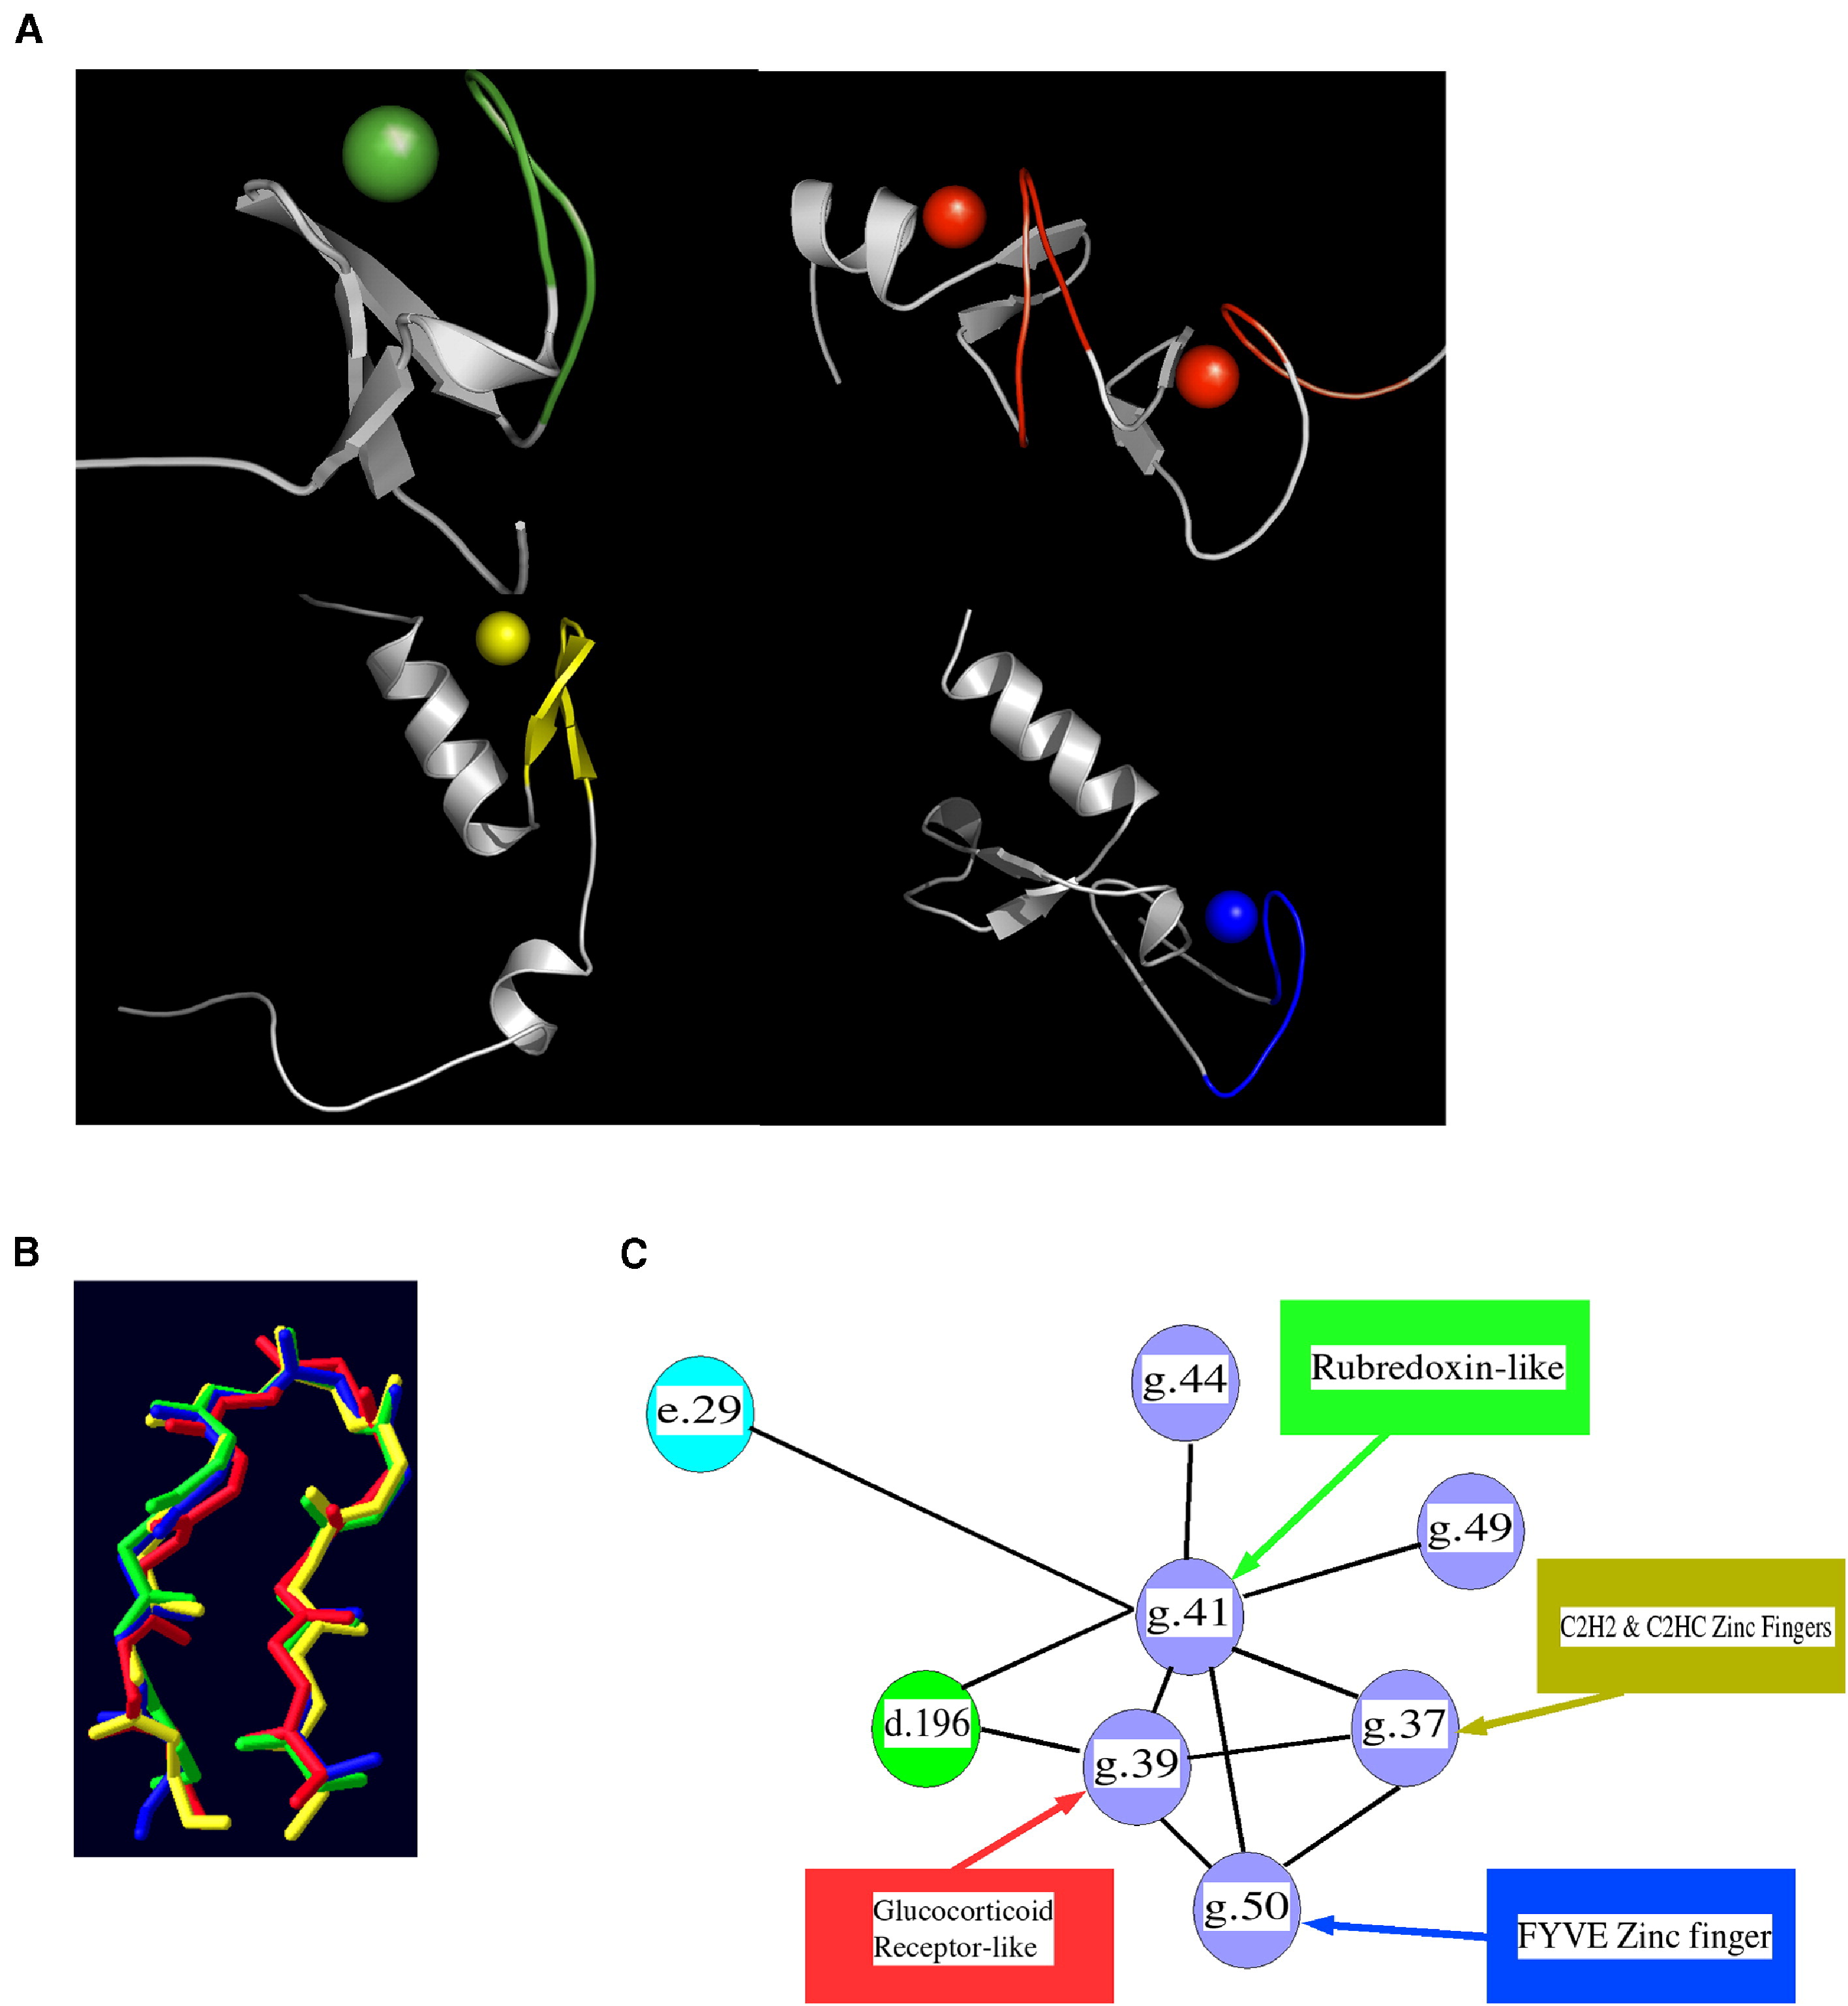 A
B
C
g.44
Rubredoxin-like
e.29
g.49
g.41
C2H2 & C2HC Zinc Fingers
d.196
g.37
g.39
Glucocorticoid
Receptor-like
g.50
FYVE Zinc finger